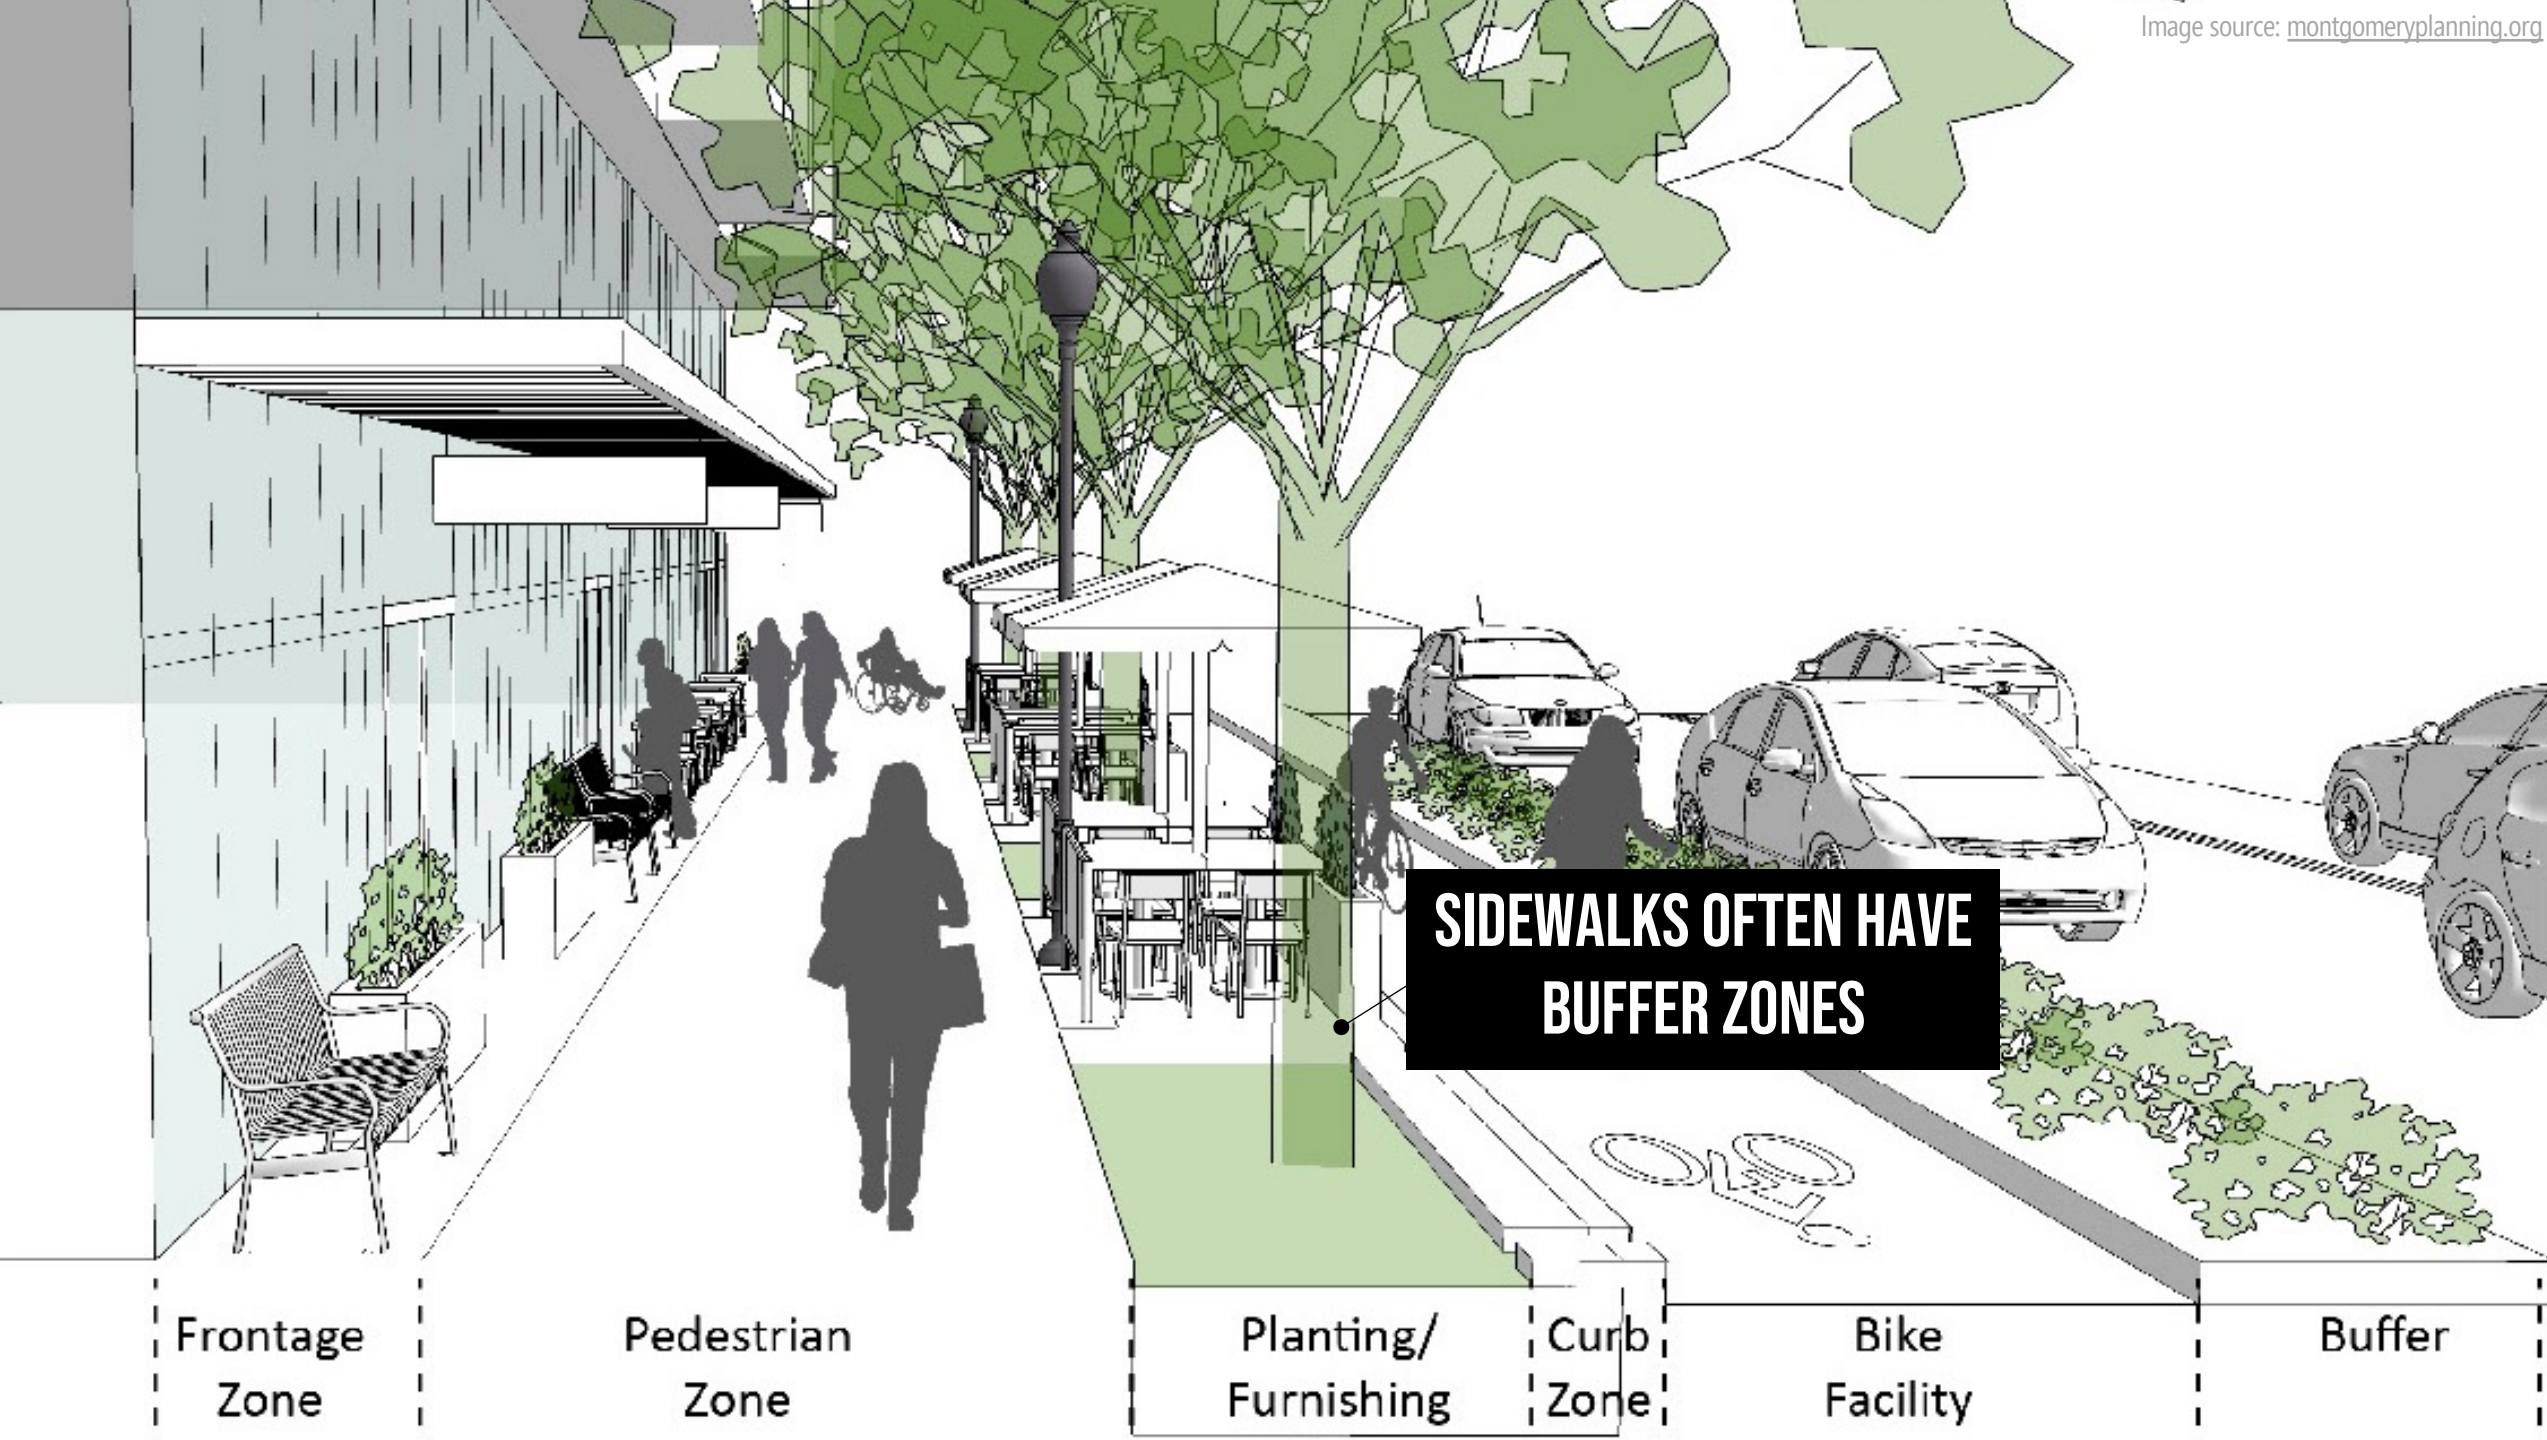 Image source: montgomeryplanning.org
SIDEWALKS OFTEN HAVE
BUFFER ZONES
Frontage
Zone
Pedestrian
Zone
Planting/
Furnishing
Curb
Zone
Bike
Facility
Buffer